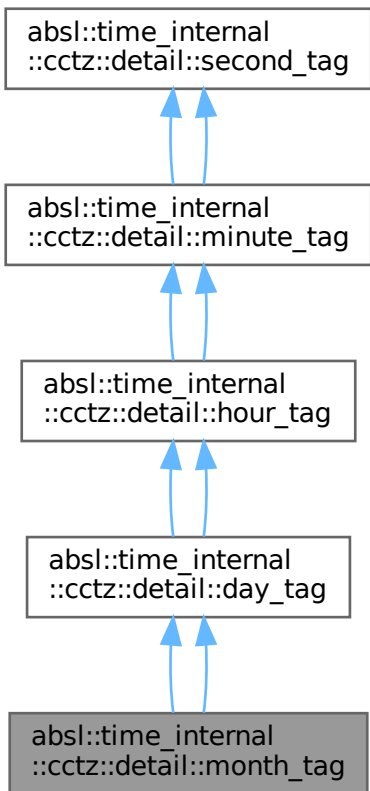 absl::time_internal
::cctz::detail::second_tag
absl::time_internal
::cctz::detail::minute_tag
absl::time_internal
::cctz::detail::hour_tag
absl::time_internal
::cctz::detail::day_tag
absl::time_internal
::cctz::detail::month_tag